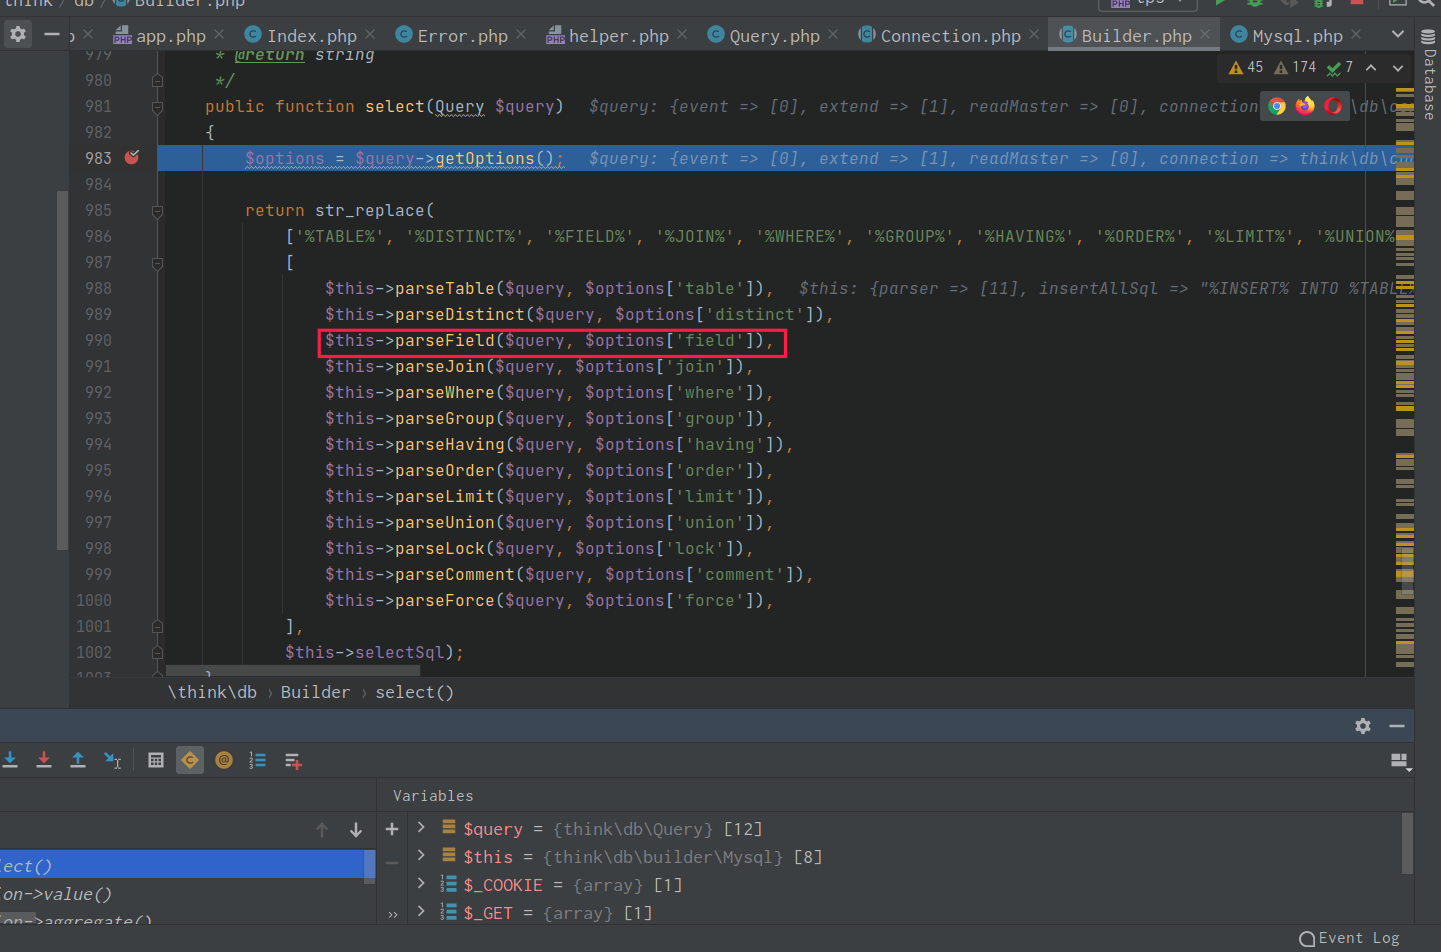 think / db / Builder.php
tps
app.php Index.php Error.php helper.php Query.php Connection.php Builder.php Mysql.php
979 * @return string
980 */
981 public function select(Query $query) $query: {event => [0], extend => [1], readMaster => [0], connection
982 {
983 $options = $query->getOptions(); $query: {event => [0], extend => [1], readMaster => [0], connection => think\db\
984
985 return str_replace(
986 ['%TABLE%', '%DISTINCT%', '%FIELD%', '%JOIN%', '%WHERE%', '%GROUP%', '%HAVING%', '%ORDER%', '%LIMIT%', '%UNION%
987 [
988 $this->parseTable($query, $options['table']), $this: {parser => [11], insertAllSql => "%INSERT% INTO %TABLE%
989 $this->parseDistinct($query, $options['distinct']),
990 $this->parseField($query, $options['field']),
991 $this->parseJoin($query, $options['join']),
992 $this->parseWhere($query, $options['where']),
993 $this->parseGroup($query, $options['group']),
994 $this->parseHaving($query, $options['having']),
995 $this->parseOrder($query, $options['order']),
996 $this->parseLimit($query, $options['limit']),
997 $this->parseUnion($query, $options['union']),
998 $this->parseLock($query, $options['lock']),
999 $this->parseComment($query, $options['comment']),
1000 $this->parseForce($query, $options['force']),
1001 ],
1002 $this->selectSql);
1003 }
45 174 7
Database
\think\db › Builder › select()
Variables
$query = {think\db\Query} [12]
$this = {think\db\builder\Mysql} [8]
$_COOKIE = {array} [1]
$_GET = {array} [1]
lect()
ion->value()
ion->aggregate()
Event Log